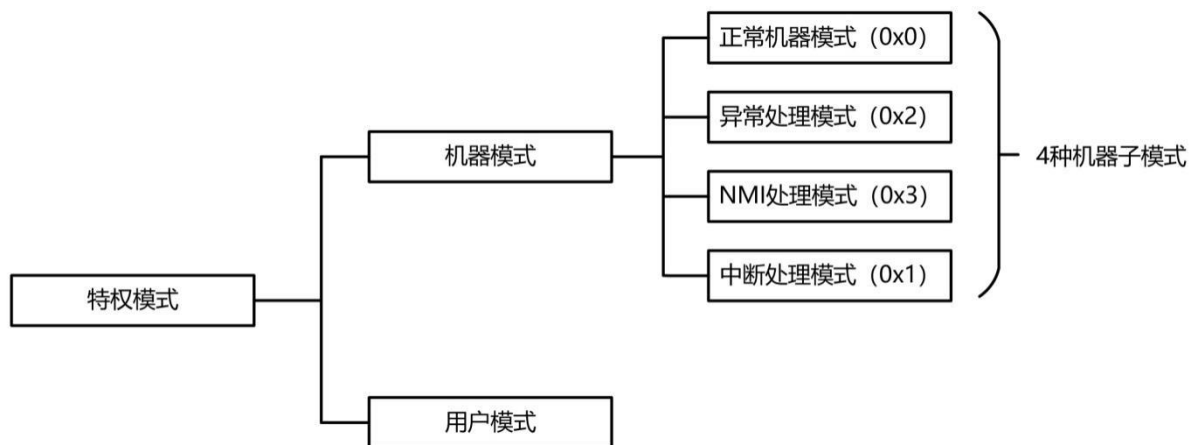 正常机器模式（0x0）
异常处理模式（0x2）
机器模式
4种机器子模式
NMI处理模式（0x3）
中断处理模式（0x1）
特权模式
用户模式